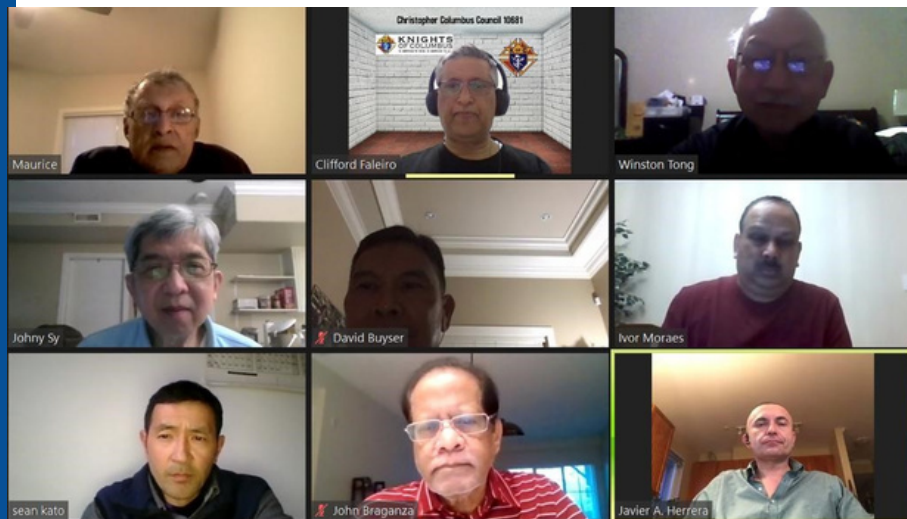 Christopher Columbus Council 10681
KNIGHTS
OF COLUMBUS
Maurice
Clifford Faleiro
Winston Tong
Johny Sy
David Buyser
Ivor Moraes
sean kato
John Braganza
Javier A. Herrera